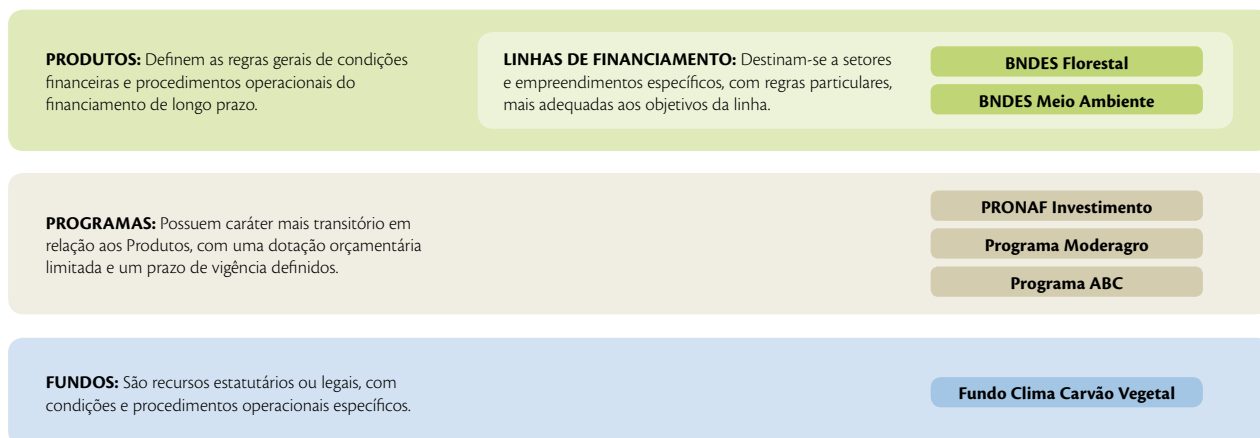 PRODUTOS: Definem as regras gerais de condições
financeiras e procedimentos operacionais do
financiamento de longo prazo.
LINHAS DE FINANCIAMENTO: Destinam-se a setores
e empreendimentos específicos, com regras particulares,
mais adequadas aos objetivos da linha.
BNDES Florestal
BNDES Meio Ambiente
PROGRAMAS: Possuem caráter mais transitório em
relação aos Produtos, com uma dotação orçamentária
limitada e um prazo de vigência definidos.
PRONAF Investimento
Programa Moderagro
Programa ABC
FUNDOS: São recursos estatutários ou legais, com
condições e procedimentos operacionais específicos.
Fundo Clima Carvão Vegetal